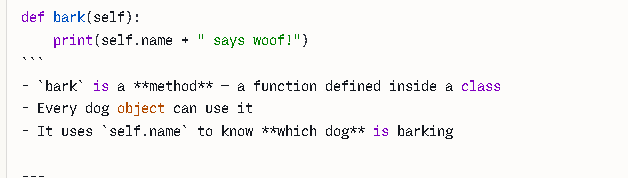 def bark(self):
    print(self.name + " says woof!")
```
- `bark` is a **method** — a function defined inside a class
- Every dog object can use it
- It uses `self.name` to know **which dog** is barking
---